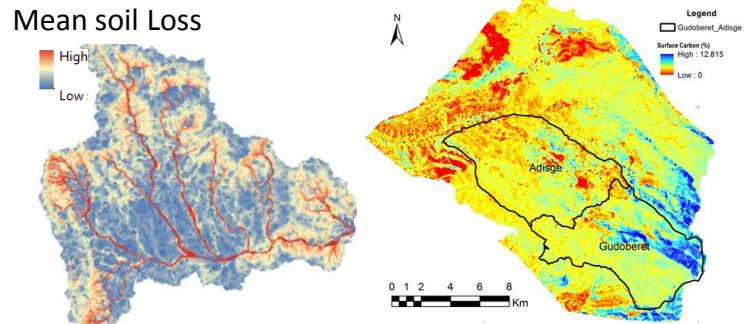 Mean soil Loss
High
Low :
N
Legend
Gudoberet_Adisge
Surface Carbon (%)
High : 12.815
Low : 0
Adisge
Gudoberet
0 1 2 4 6 8
Km